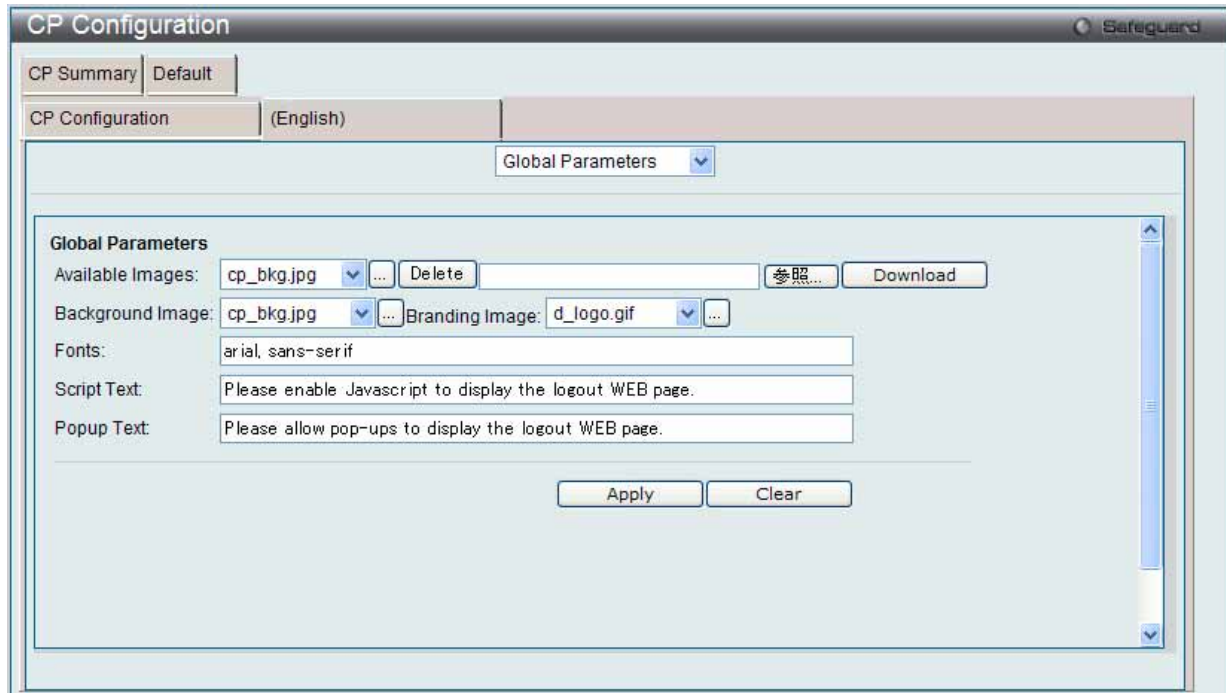 CP Configuration Safeguard
CP Summary Default
CP Configuration (English)
Global Parameters
Global Parameters
Available Images: cp_bkg.jpg ... Delete 参照... Download
Background Image: cp_bkg.jpg ... Branding Image: d_logo.gif ...
Fonts: arial, sans-serif
Script Text: Please enable Javascript to display the logout WEB page.
Popup Text: Please allow pop-ups to display the logout WEB page.
Apply Clear